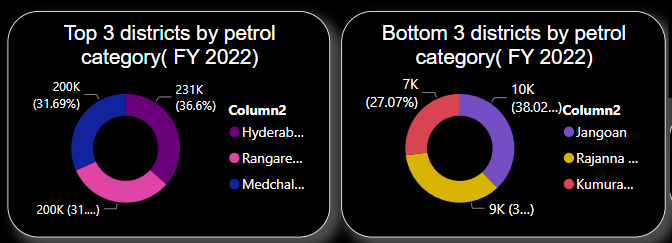 Top 3 districts by petrol
category( FY 2022)
200K
(31.69%)
231K
(36.6%)
200K (31....)
Column2
Hyderab...
Rangare...
Medchal...
Bottom 3 districts by petrol
category( FY 2022)
7K
(27.07%)
10K
(38.02...)
9K (3...)
Column2
Jangoan
Rajanna ...
Kumura...